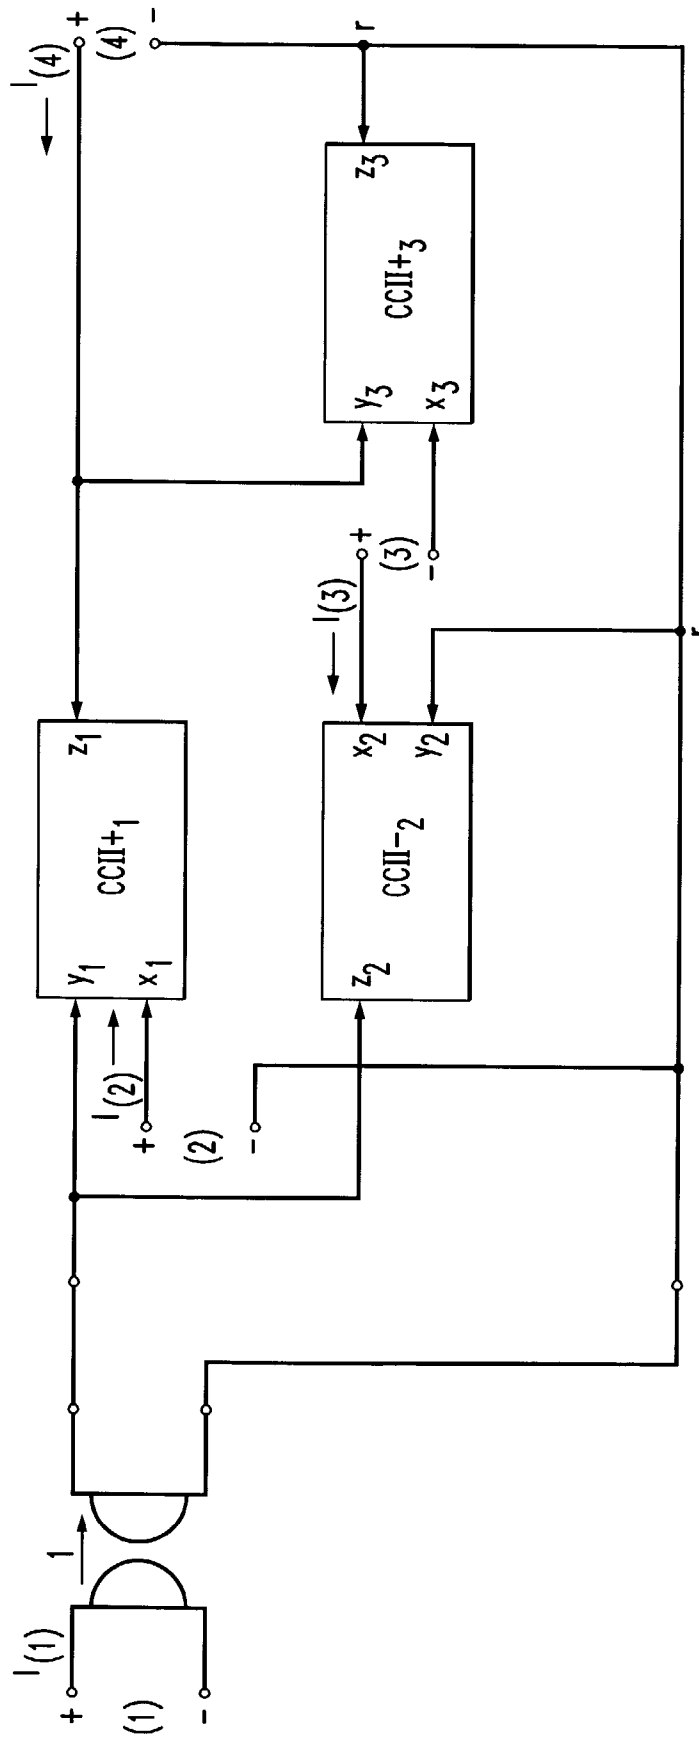 I(1)
+
(1)
-
1
I(2)
+
(2)
-
y1
x1
CCII+1
z1
z2
CCII-2
x2
y2
I(3)
+
(3)
-
y3
x3
CCII+3
z3
I(4)
+
(4)
-
r
r